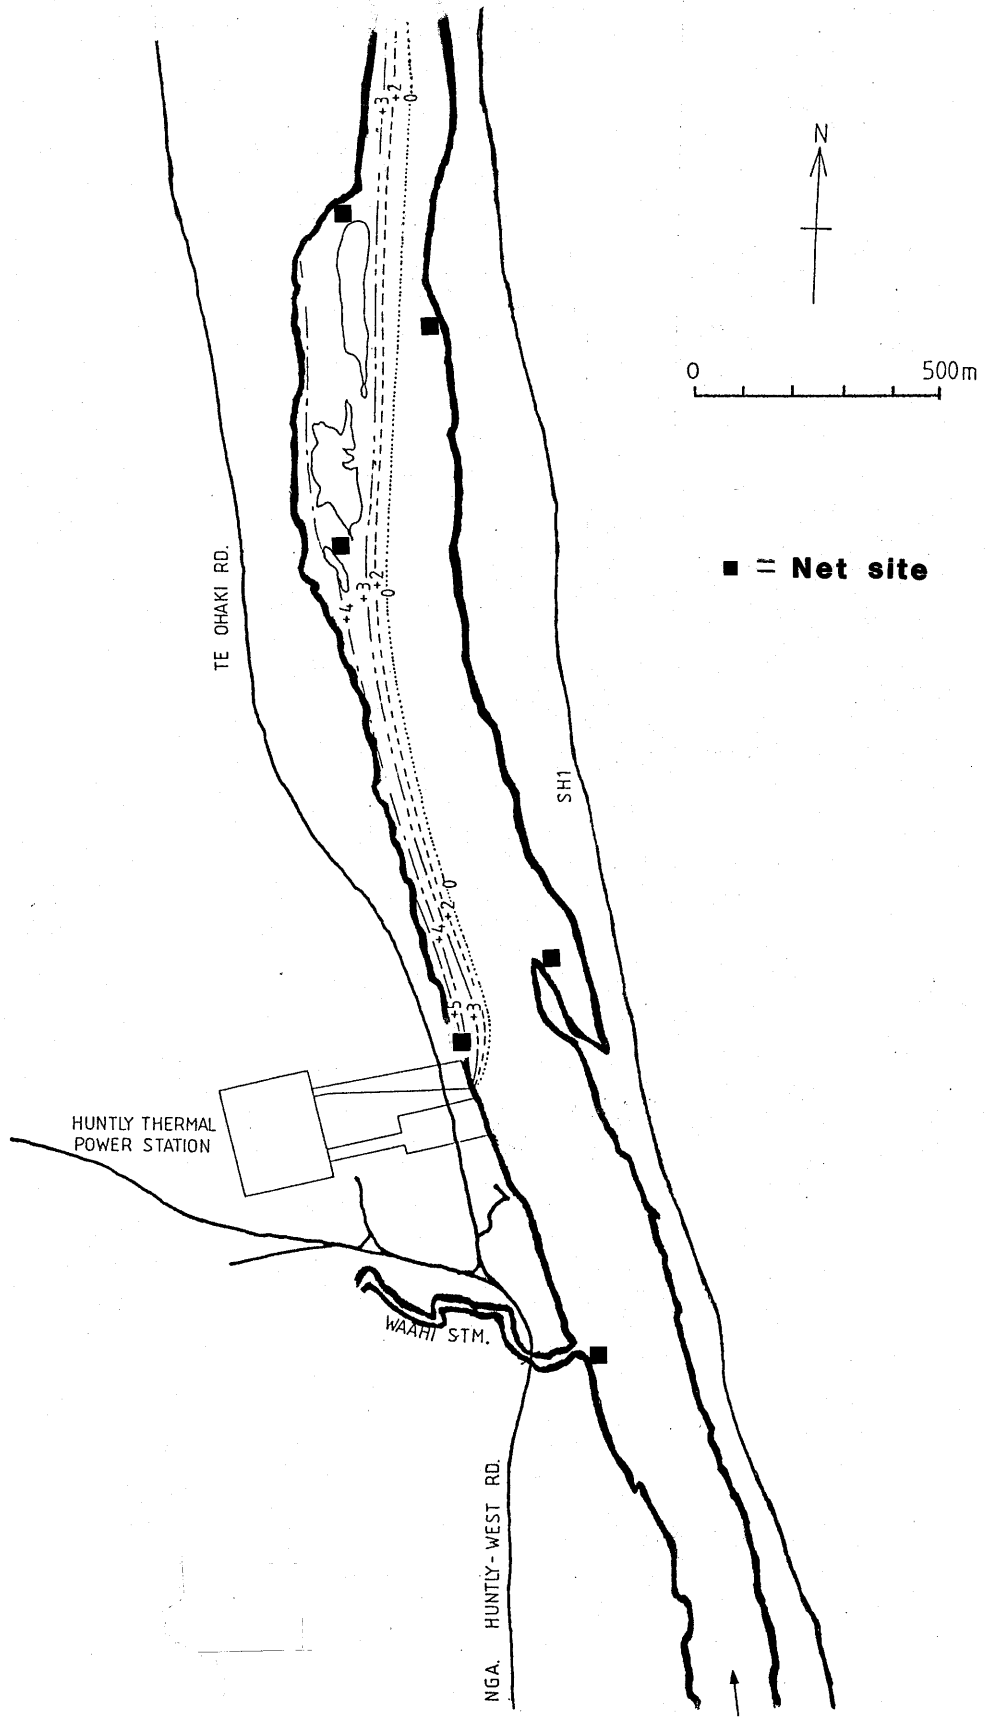 +3
+2
0
N
0 500m
■ = Net site
TE OHAKI RD.
+4
+3
+2
0
SH1
0
+2
+4
+5
+3
HUNTLY THERMAL
POWER STATION
WAAHI STM.
NGA. HUNTLY-WEST RD.